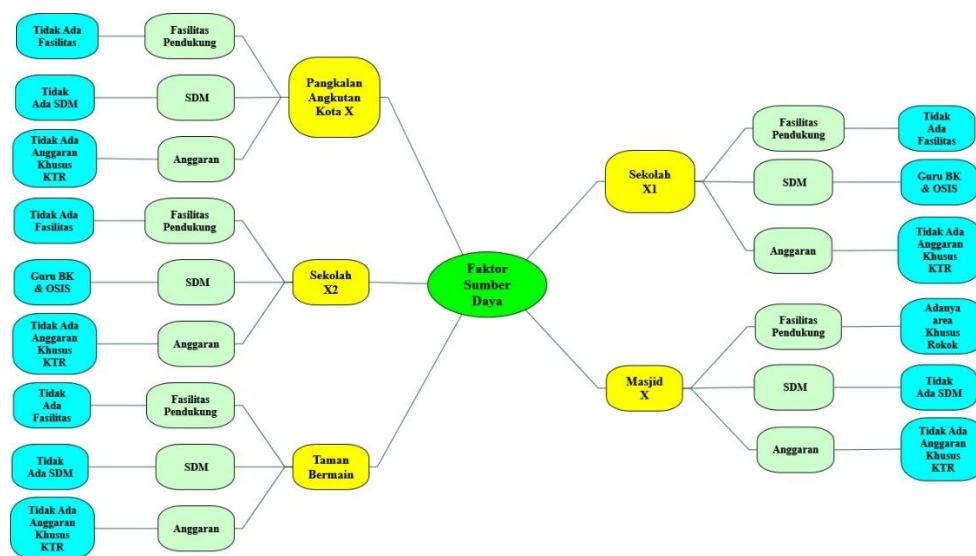 Tidak Ada
Fasilitas
Fasilitas
Pendukung
Tidak
Ada SDM
SDM
Tidak Ada
Anggaran
Khusus
KTR
Anggaran
Pangkalan
Angkutan
Kota X
Tidak Ada
Fasilitas
Fasilitas
Pendukung
Guru BK
& OSIS
SDM
Tidak Ada
Anggaran
Khusus
KTR
Anggaran
Sekolah
X2
Tidak
Ada
Fasilitas
Fasilitas
Pendukung
Tidak
Ada SDM
SDM
Tidak Ada
Anggaran
Khusus
KTR
Anggaran
Taman
Bermain
Faktor
Sumber
Daya
Sekolah
X1
Fasilitas
Pendukung
Tidak
Ada
Fasilitas
SDM
Guru BK
& OSIS
Anggaran
Tidak Ada
Anggaran
Khusus
KTR
Masjid
X
Fasilitas
Pendukung
Adanya
area
Khusus
Rokok
SDM
Tidak
Ada SDM
Anggaran
Tidak Ada
Anggaran
Khusus
KTR